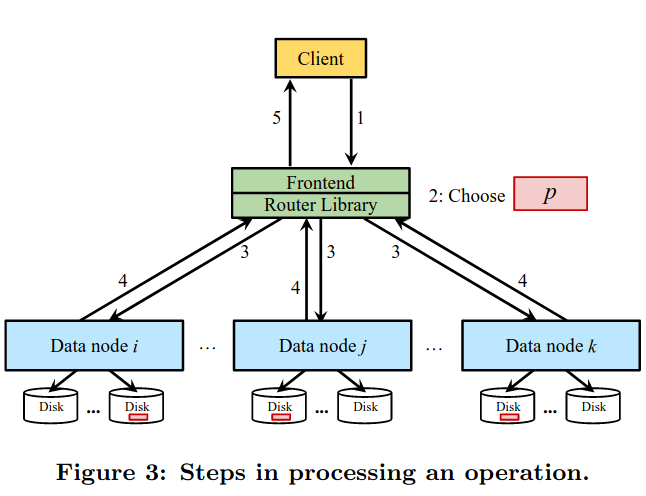 Client
5 1
Frontend
Router Library
2: Choose p
4 3 4 3 3 4
Data node i ... Data node j ... Data node k
Disk ... Disk Disk ... Disk Disk ... Disk
Figure 3: Steps in processing an operation.